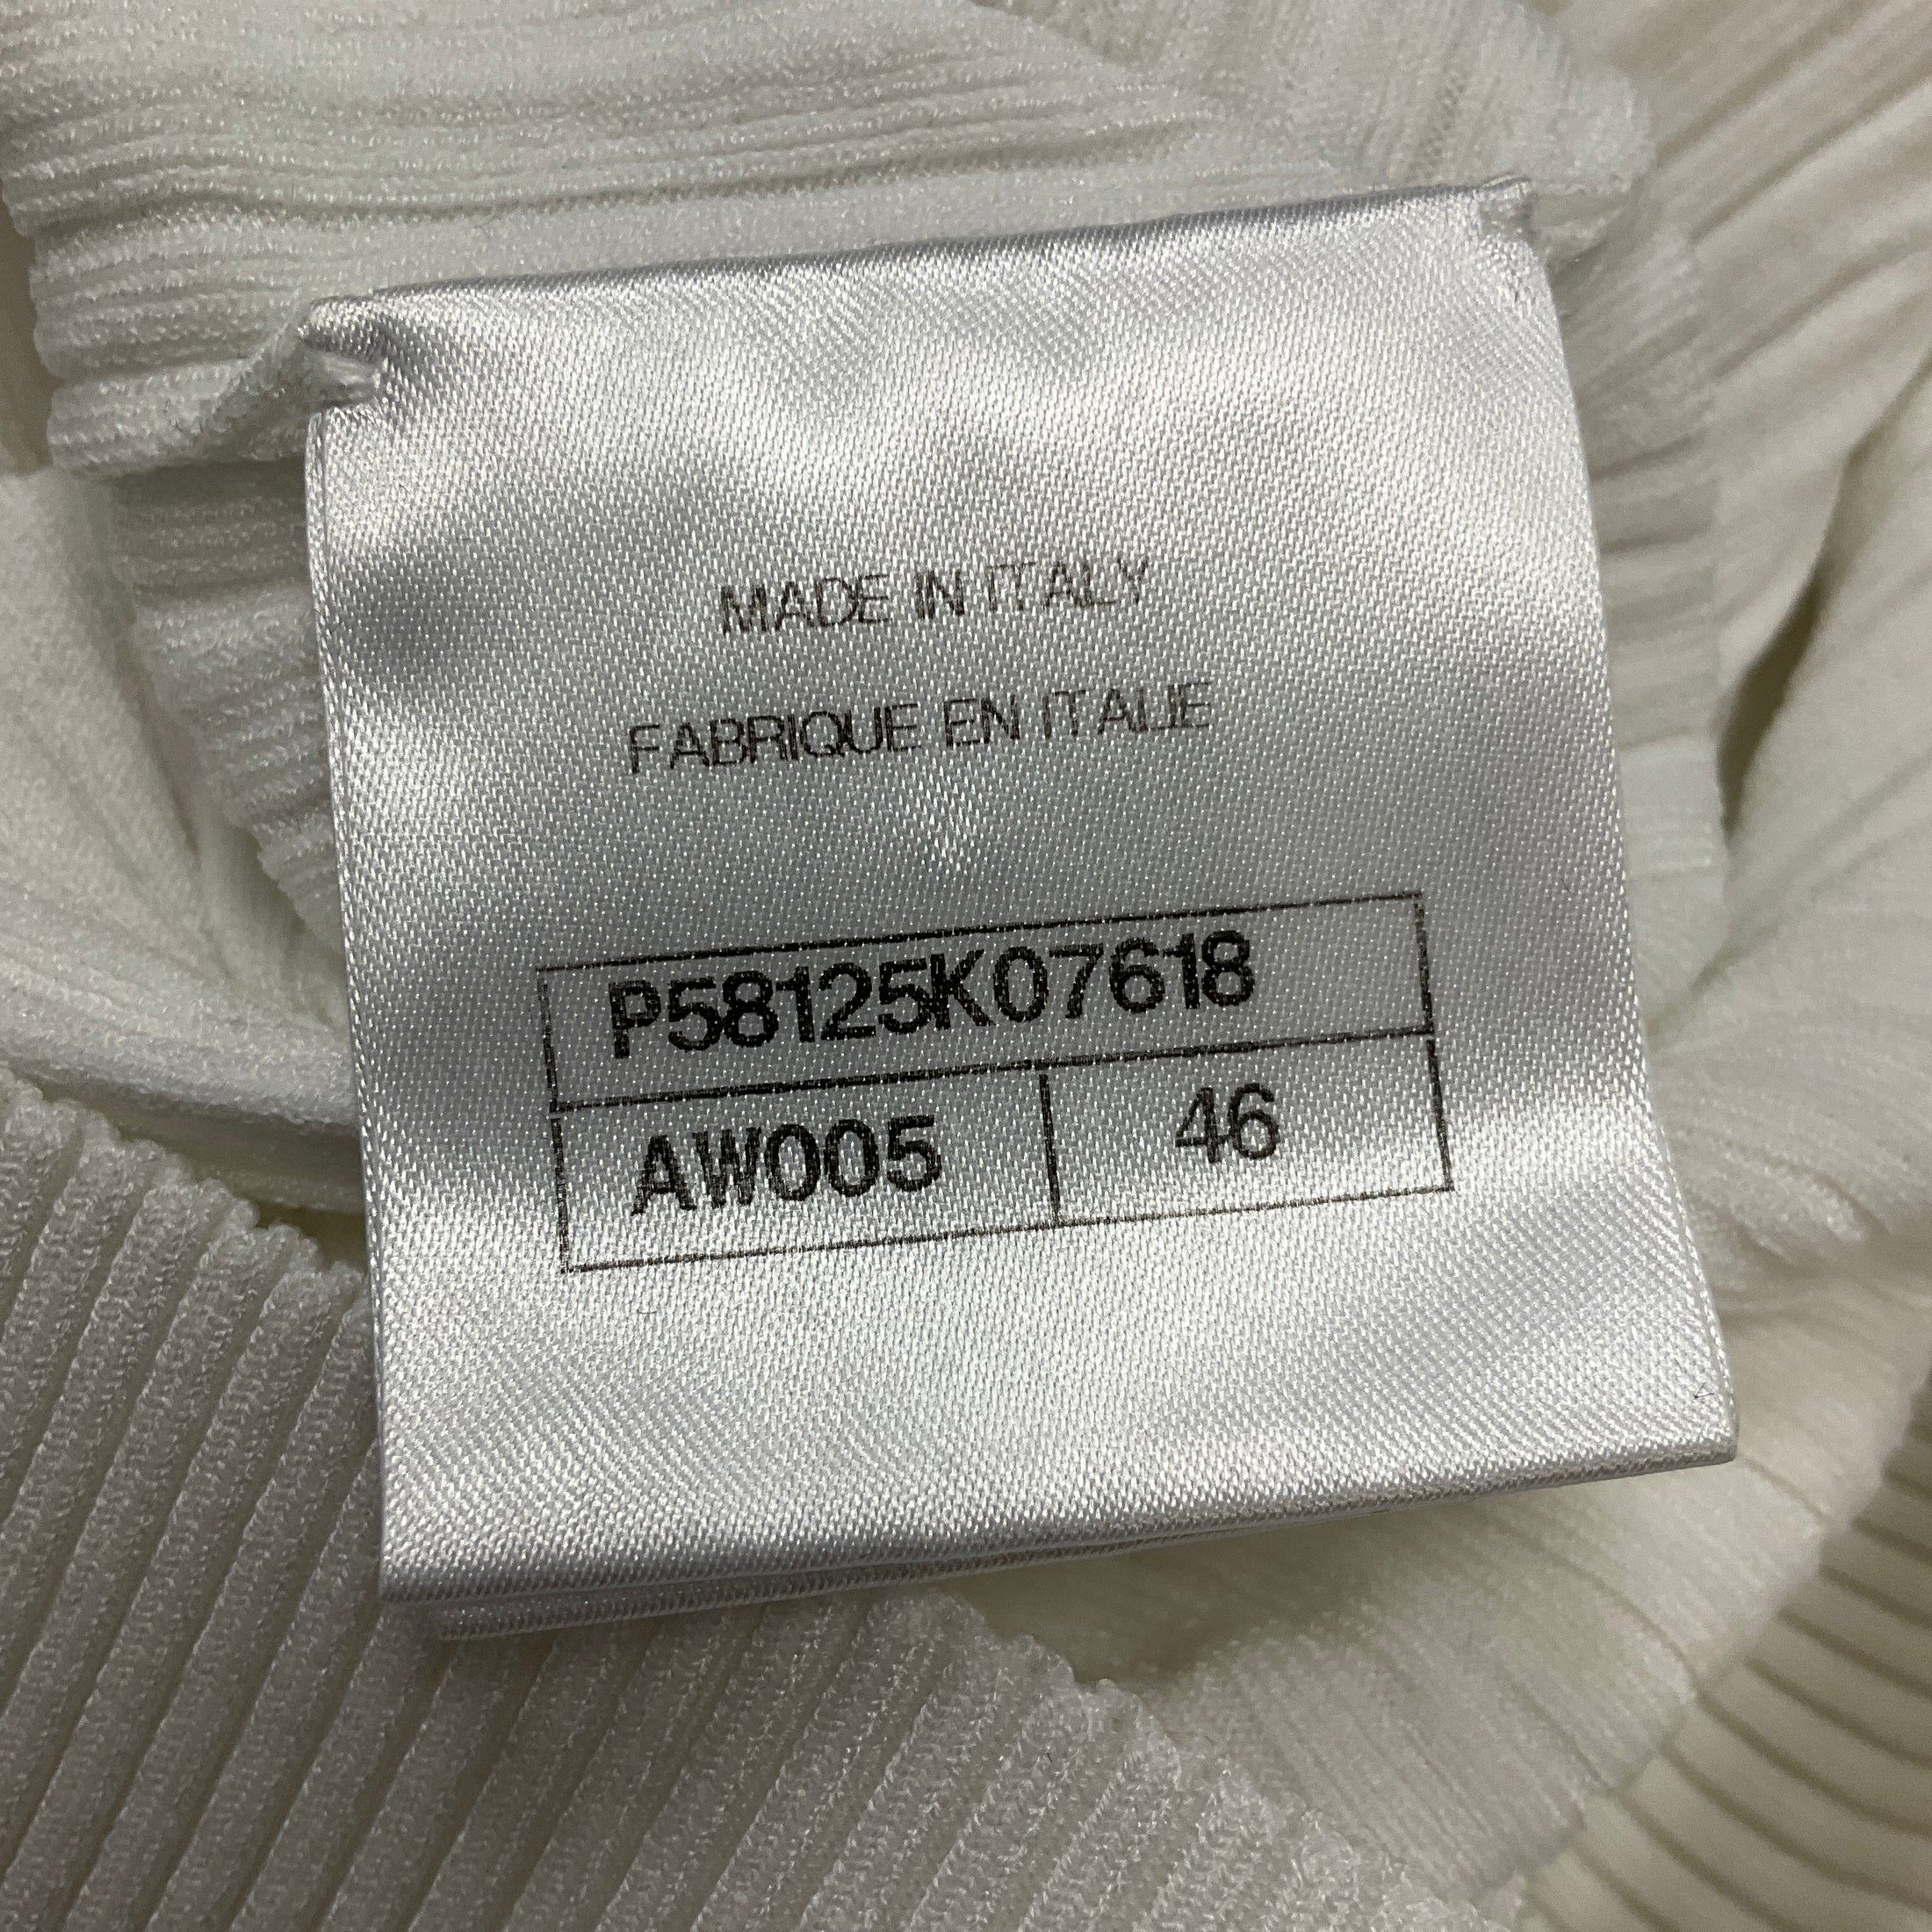 MADE IN ITALY
FABRIQUE EN ITALIE
P58125K07618
AW005 46